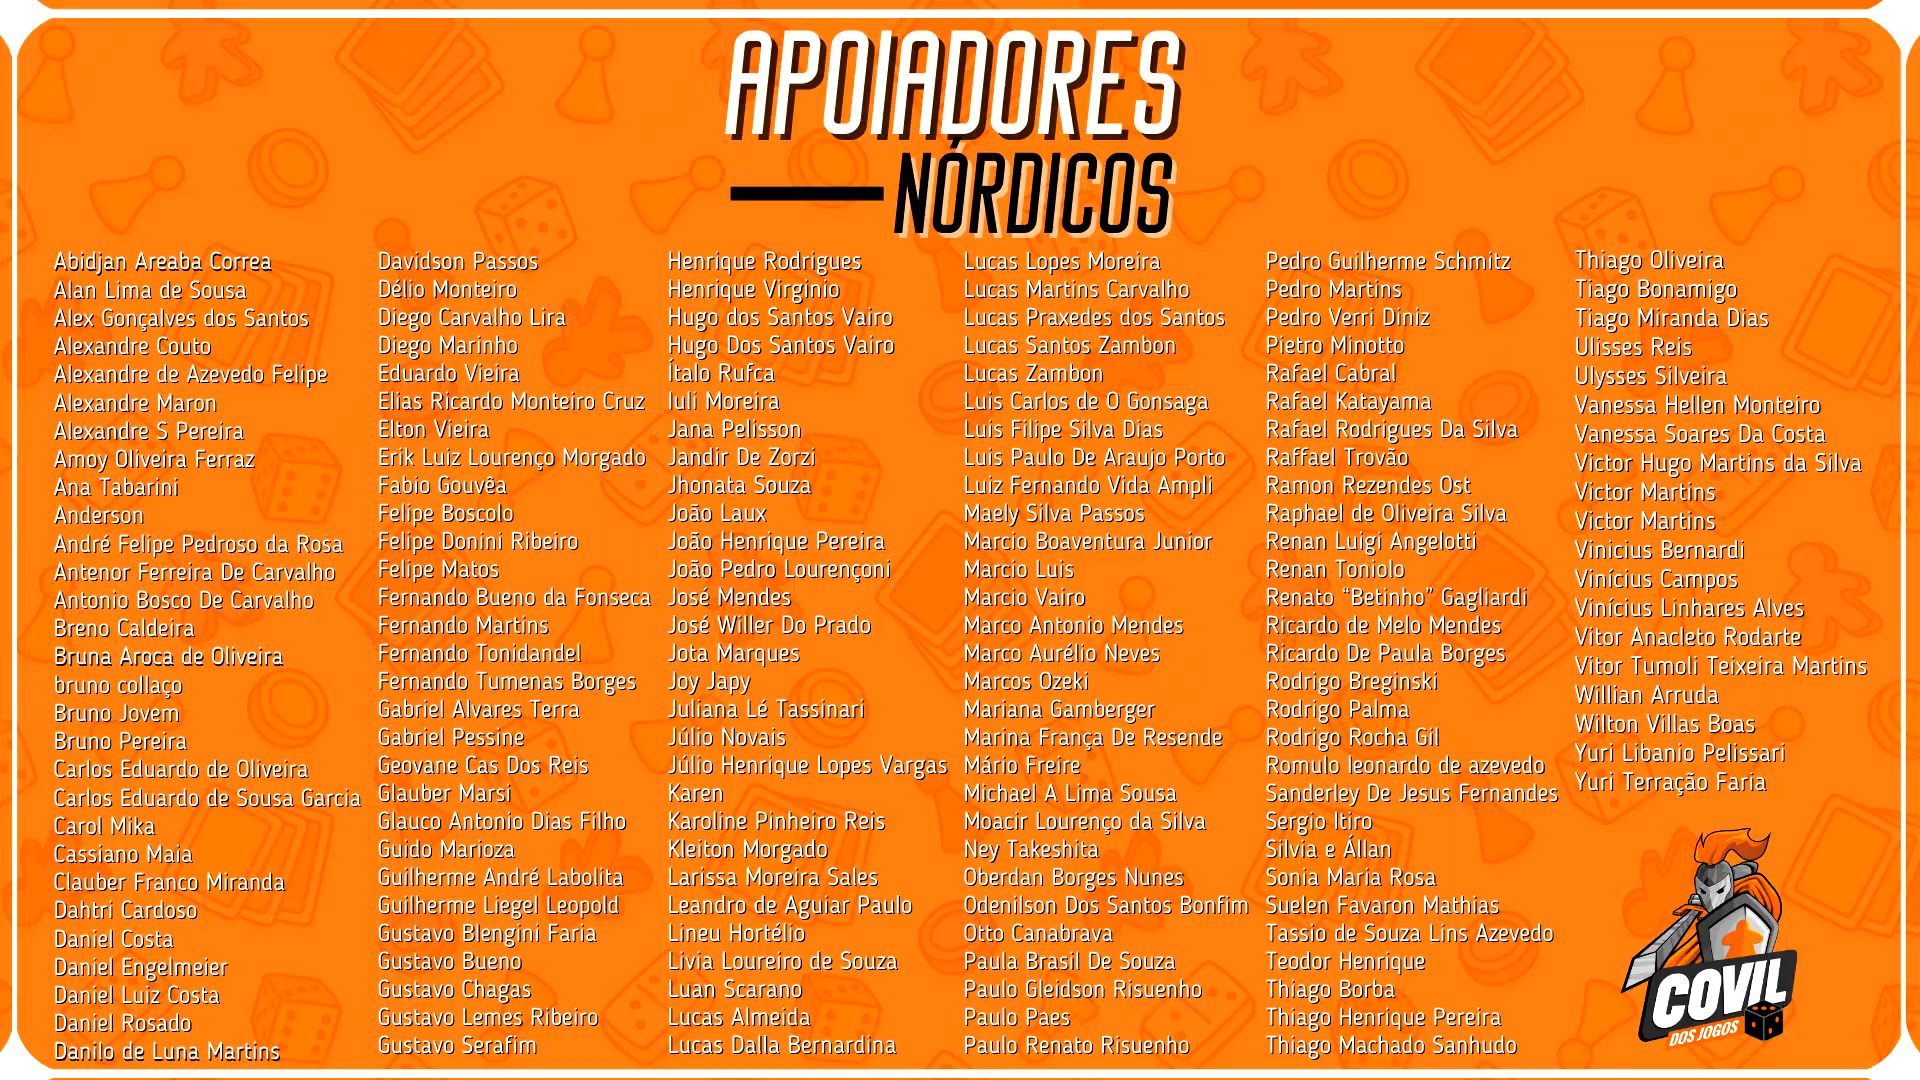 APOIADORES
NÓRDICOS
Abidjan Areaba Correa
Alan Lima de Sousa
Alex Gonçalves dos Santos
Alexandre Couto
Alexandre de Azevedo Felipe
Alexandre Maron
Alexandre S Pereira
Amoy Oliveira Ferraz
Ana Tabarini
Anderson
André Felipe Pedroso da Rosa
Antenor Ferreira De Carvalho
Antonio Bosco De Carvalho
Breno Caldeira
Bruna Aroca de Oliveira
bruno collaço
Bruno Jovem
Bruno Pereira
Carlos Eduardo de Oliveira
Carlos Eduardo de Sousa Garcia
Carol Mika
Cassiano Maia
Clauber Franco Miranda
Dahtri Cardoso
Daniel Costa
Daniel Engelmeier
Daniel Luiz Costa
Daniel Rosado
Danilo de Luna Martins
Davidson Passos
Délio Monteiro
Diego Carvalho Lira
Diego Marinho
Eduardo Vieira
Elias Ricardo Monteiro Cruz
Elton Vieira
Erik Luiz Lourenço Morgado
Fabio Gouvêa
Felipe Boscolo
Felipe Donini Ribeiro
Felipe Matos
Fernando Bueno da Fonseca
Fernando Martins
Fernando Tonidandel
Fernando Tumenas Borges
Gabriel Alvares Terra
Gabriel Pessine
Geovane Cas Dos Reis
Glauber Marsi
Glauco Antonio Dias Filho
Guido Marioza
Guilherme André Labolita
Guilherme Liegel Leopold
Gustavo Blengini Faria
Gustavo Bueno
Gustavo Chagas
Gustavo Lemes Ribeiro
Gustavo Serafim
Henrique Rodrigues
Henrique Virginio
Hugo dos Santos Vairo
Hugo Dos Santos Vairo
Ítalo Rufca
Iuli Moreira
Jana Pelisson
Jandir De Zorzi
Jhonata Souza
João Laux
João Henrique Pereira
João Pedro Lourençoni
José Mendes
José Willer Do Prado
Jota Marques
Joy Japy
Juliana Lé Tassinari
Júlio Novais
Júlio Henrique Lopes Vargas
Karen
Karoline Pinheiro Reis
Kleiton Morgado
Larissa Moreira Sales
Leandro de Aguiar Paulo
Lineu Hortélio
Livia Loureiro de Souza
Luan Scarano
Lucas Almeida
Lucas Dalla Bernardina
Lucas Lopes Moreira
Lucas Martins Carvalho
Lucas Praxedes dos Santos
Lucas Santos Zambon
Lucas Zambon
Luis Carlos de O Gonsaga
Luis Filipe Silva Dias
Luis Paulo De Araujo Porto
Luiz Fernando Vida Ampli
Maely Silva Passos
Marcio Boaventura Junior
Marcio Luis
Marcio Vairo
Marco Antonio Mendes
Marco Aurélio Neves
Marcos Ozeki
Mariana Gamberger
Marina França De Resende
Mário Freire
Michael A Lima Sousa
Moacir Lourenço da Silva
Ney Takeshita
Oberdan Borges Nunes
Odenilson Dos Santos Bonfim
Otto Canabrava
Paula Brasil De Souza
Paulo Gleidson Risuenho
Paulo Paes
Paulo Renato Risuenho
Pedro Guilherme Schmitz
Pedro Martins
Pedro Verri Diniz
Pietro Minotto
Rafael Cabral
Rafael Katayama
Rafael Rodrigues Da Silva
Raffael Trovão
Ramon Rezendes Ost
Raphael de Oliveira Silva
Renan Luigi Angelotti
Renan Toniolo
Renato “Betinho” Gagliardi
Ricardo de Melo Mendes
Ricardo De Paula Borges
Rodrigo Breginski
Rodrigo Palma
Rodrigo Rocha Gil
Romulo leonardo de azevedo
Sanderley De Jesus Fernandes
Sergio Itiro
Silvia e Állan
Sonia Maria Rosa
Suelen Favaron Mathias
Tassio de Souza Lins Azevedo
Teodor Henrique
Thiago Borba
Thiago Henrique Pereira
Thiago Machado Sanhudo
Thiago Oliveira
Tiago Bonamigo
Tiago Miranda Dias
Ulisses Reis
Ulysses Silveira
Vanessa Hellen Monteiro
Vanessa Soares Da Costa
Victor Hugo Martins da Silva
Victor Martins
Victor Martins
Vinicius Bernardi
Vinícius Campos
Vinícius Linhares Alves
Vitor Anacleto Rodarte
Vitor Tumoli Teixeira Martins
Willian Arruda
Wilton Villas Boas
Yuri Libanio Pelissari
Yuri Terração Faria
COVIL
DOS JOGOS